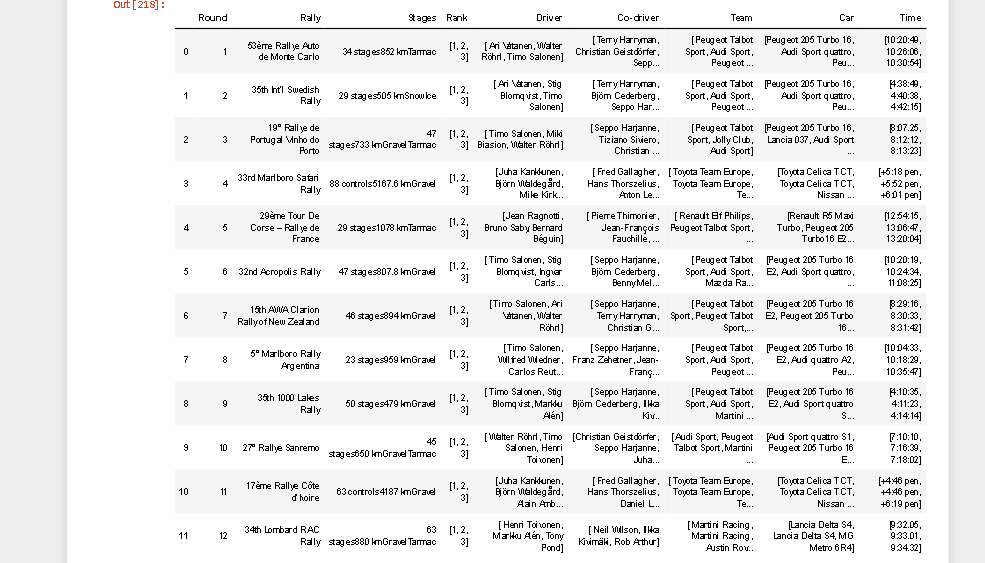 Out[218]:
Round Rally Stages Rank Driver Co-driver Team Car Time
0 1 53ème Rallye Auto de Monte Carlo 34 stages852 kmTarmac [1, 2, 3] [ Ari Vatanen, Walter Röhrl, Timo Salonen] [ Terry Harryman, Christian Geistdörfer, Sepp... [Peugeot Talbot Sport, Audi Sport, Peugeot ... [Peugeot 205 Turbo 16, Audi Sport quattro, Peu... [10:20:49, 10:26:06, 10:30:54]
1 2 35th Int'l Swedish Rally 29 stages505 kmSnowIce [1, 2, 3] [ Ari Vatanen, Stig Blomqvist, Timo Salonen] [ Terry Harryman, Björn Cederberg, Seppo Har... [Peugeot Talbot Sport, Audi Sport, Peugeot ... [Peugeot 205 Turbo 16, Audi Sport quattro, Peu... [4:38:49, 4:40:38, 4:42:15]
2 3 19º Rallye de Portugal Vinho do Porto 47 stages733 kmGravelTarmac [1, 2, 3] [ Timo Salonen, Miki Biasion, Walter Röhrl] [Seppo Harjanne, Tiziano Siviero, Christian ... [Peugeot Talbot Sport, Jolly Club, Audi Sport] [Peugeot 205 Turbo 16, Lancia 037, Audi Sport ... [8:07.25, 8:12:12, 8:13:23]
3 4 33rd Marlboro Safari Rally 88 controls5167.6 kmGravel [1, 2, 3] [Juha Kankkunen, Björn Waldegård, Mike Kirk... [ Fred Gallagher, Hans Thorszelius, Anton Le... [Toyota Team Europe, Toyota Team Europe, Te... [Toyota Celica TCT, Toyota Celica TCT, Nissan ... [+5:18 pen, +5:52 pen, +6:01 pen]
4 5 29ème Tour De Corse – Rallye de France 29 stages1078 kmTarmac [1, 2, 3] [Jean Ragnotti, Bruno Saby, Bernard Béguin] [ Pierre Thimonier, Jean-François Fauchille, ... [ Renault Elf Philips, Peugeot Talbot Sport, ... [Renault R5 Maxi Turbo, Peugeot 205 Turbo16 E2... [12:54:15, 13:06:47, 13:20:04]
5 6 32nd Acropolis Rally 47 stages807.8 kmGravel [1, 2, 3] [Timo Salonen, Stig Blomqvist, Ingvar Carls... [Seppo Harjanne, Björn Cederberg, Benny Mel... [Peugeot Talbot Sport, Audi Sport, Mazda Ra... [Peugeot 205 Turbo 16 E2, Audi Sport quattro, ... [10:20:19, 10:24:34, 11:08:25]
6 7 15th AWA Clarion Rally of New Zealand 46 stages894 kmGravel [1, 2, 3] [Timo Salonen, Ari Vatanen, Walter Röhrl] [Seppo Harjanne, Terry Harryman, Christian G... [Peugeot Talbot Sport, Peugeot Talbot Sport,... [Peugeot 205 Turbo 16 E2, Peugeot 205 Turbo 16... [8:29:16, 8:30:33, 8:31:42]
7 8 5º Marlboro Rally Argentina 23 stages959 kmGravel [1, 2, 3] [Timo Salonen, Wilfried Wiedner, Carlos Reut... [Seppo Harjanne, Franz Zehetner, Jean-Franç... [Peugeot Talbot Sport, Audi Sport, Peugeot ... [Peugeot 205 Turbo 16 E2, Audi quattro A2, Peu... [10:04:33, 10:18:29, 10:35:47]
8 9 35th 1000 Lakes Rally 50 stages479 kmGravel [1, 2, 3] [Timo Salonen, Stig Blomqvist, Markku Alén] [Seppo Harjanne, Björn Cederberg, Ilkka Kiv... [Peugeot Talbot Sport, Audi Sport, Martini ... [Peugeot 205 Turbo 16 E2, Audi Sport quattro S... [4:10:35, 4:11:23, 4:14:14]
9 10 27º Rallye Sanremo 45 stages650 kmGravelTarmac [1, 2, 3] [ Walter Röhrl, Timo Salonen, Henri Toivonen] [Christian Geistdörfer, Seppo Harjanne, Juha... [Audi Sport, Peugeot Talbot Sport, Martini ... [Audi Sport quattro S1, Peugeot 205 Turbo 16 E... [7:10:10, 7:16:39, 7:18:02]
10 11 17ème Rallye Côte d'Ivoire 63 controls4187 kmGravel [1, 2, 3] [Juha Kankkunen, Björn Waldegård, Alain Amb... [ Fred Gallagher, Hans Thorszelius, Daniel L... [Toyota Team Europe, Toyota Team Europe, Te... [Toyota Celica TCT, Toyota Celica TCT, Nissan ... [+4:46 pen, +4:46 pen, +6:19 pen]
11 12 34th Lombard RAC Rally 63 stages880 kmGravelTarmac [1, 2, 3] [ Henri Toivonen, Markku Alén, Tony Pond] [ Neil Wilson, Ilkka Kivimäki, Rob Arthur] [ Martini Racing, Martini Racing, Austin Rov... [Lancia Delta S4, Lancia Delta S4, MG Metro 6R4] [9:32.05, 9:33.01, 9:34.32]